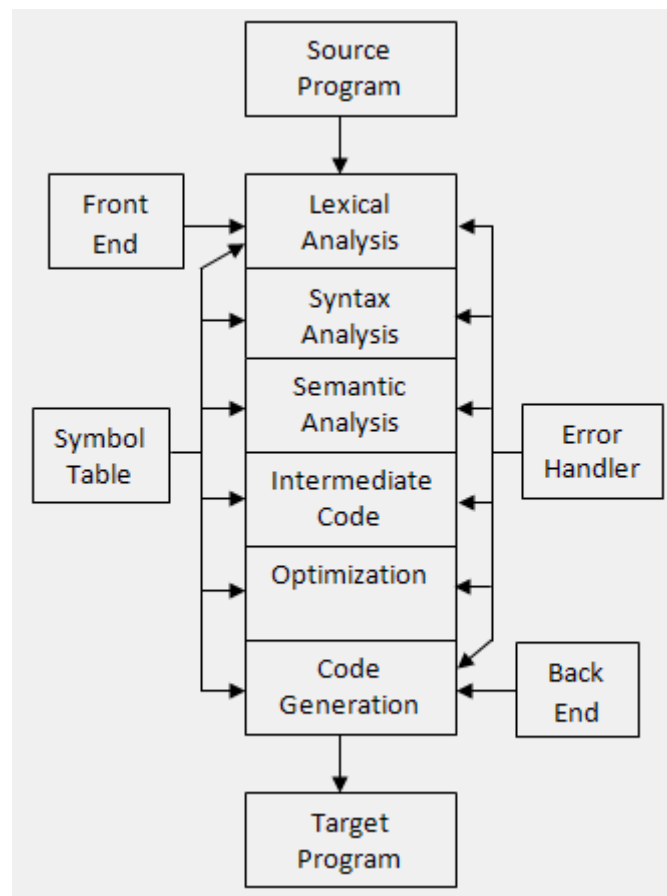 Source
Program
Front
End
Lexical
Analysis
Syntax
Analysis
Semantic
Analysis
Symbol
Table
Error
Handler
Intermediate
Code
Optimization
Code
Generation
Back
End
Target
Program